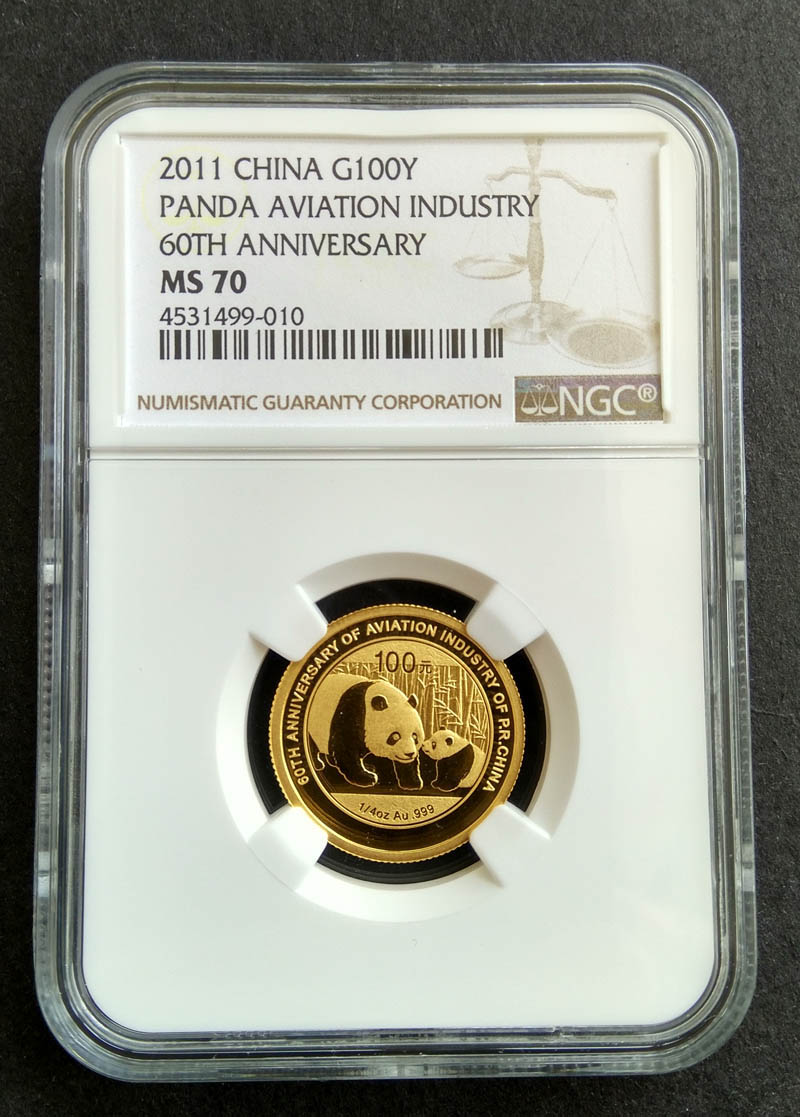 2011 CHINA G100Y
PANDA AVIATION INDUSTRY
60TH ANNIVERSARY
MS 70
4531499-010
NUMISMATIC GUARANTY CORPORATION
NGC®
60TH ANNIVERSARY OF AVIATION INDUSTRY OF P.R.CHINA
100元
1/4oz Au .999